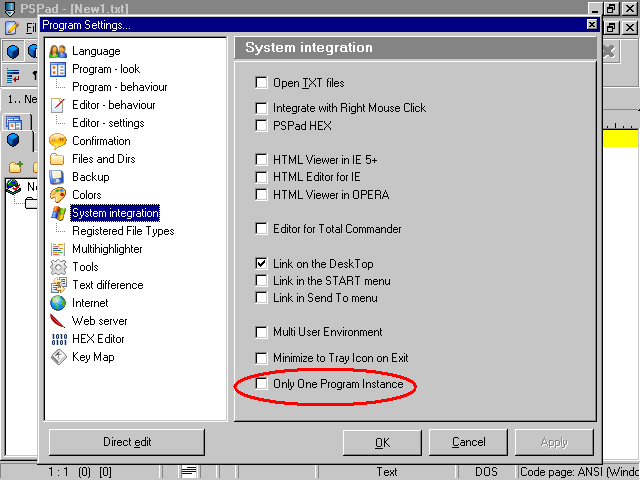 PSPad - [New1.txt]
Program Settings...
Language
Program - look
Program - behaviour
Editor - behaviour
Editor - settings
Confirmation
Files and Dirs
Backup
Colors
System integration
Registered File Types
Multihighlighter
Tools
Text difference
Internet
Web server
HEX Editor
Key Map
System integration
Open TXT files
Integrate with Right Mouse Click
PSPad HEX
HTML Viewer in IE 5+
HTML Editor for IE
HTML Viewer in OPERA
Editor for Total Commander
Link on the DeskTop
Link in the START menu
Link in Send To menu
Multi User Environment
Minimize to Tray Icon on Exit
Only One Program Instance
Direct edit
OK
Cancel
Apply
1 : 1 (0) [0]
Text
DOS
Code page: ANSI (Windo